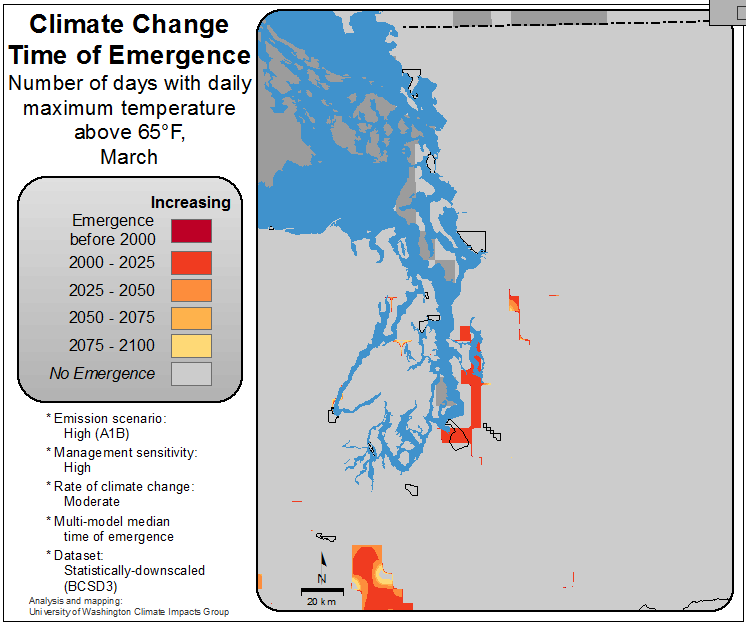 Climate Change
Time of Emergence
Number of days with daily
maximum temperature
above 65°F,
March
Increasing
Emergence
before 2000
2000 - 2025
2025 - 2050
2050 - 2075
2075 - 2100
No Emergence
* Emission scenario:
High (A1B)
* Management sensitivity:
High
* Rate of climate change:
Moderate
* Multi-model median
time of emergence
* Dataset:
Statistically-downscaled
(BCSD3)
Analysis and mapping:
University of Washington Climate Impacts Group
N
20 km